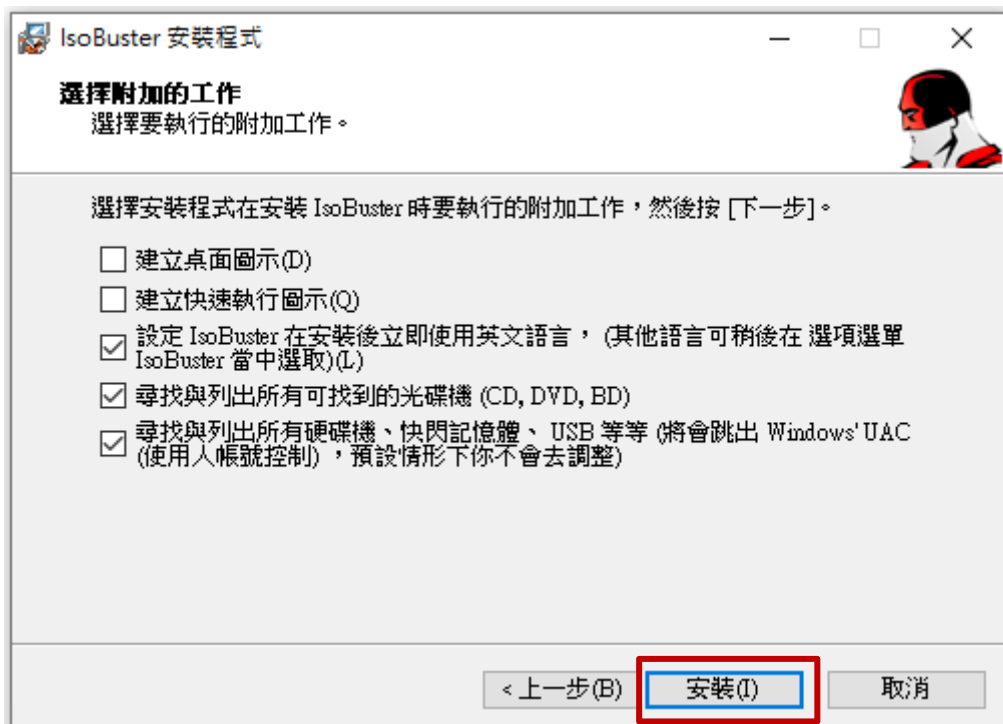 IsoBuster 安裝程式
選擇附加的工作
選擇要執行的附加工作。
選擇安裝程式在安裝 IsoBuster 時要執行的附加工作，然後按 [下一步]。
建立桌面圖示(D)
建立快速執行圖示(Q)
設定 IsoBuster 在安裝後立即使用英文語言， (其他語言可稍後在 選項選單
IsoBuster 當中選取)(L)
尋找與列出所有可找到的光碟機 (CD, DVD, BD)
尋找與列出所有硬碟機、快閃記憶體、 USB 等等 (將會跳出 Windows' UAC
(使用人帳號控制) ，預設情形下你不會去調整)
< 上一步(B)
安裝(I)
取消